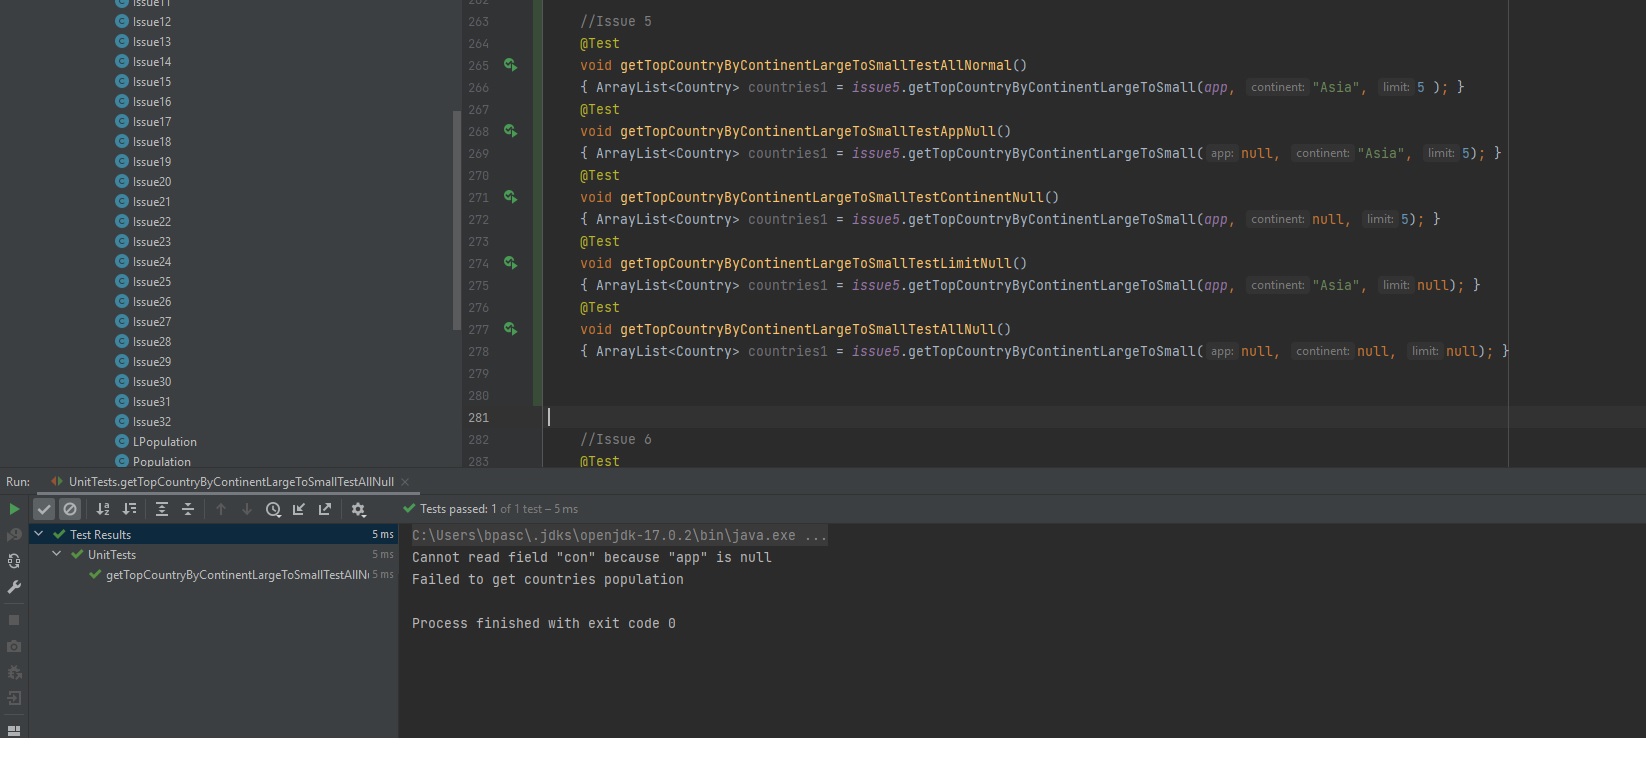 Issue11
Issue12
Issue13
Issue14
Issue15
Issue16
Issue17
Issue18
Issue19
Issue20
Issue21
Issue22
Issue23
Issue24
Issue25
Issue26
Issue27
Issue28
Issue29
Issue30
Issue31
Issue32
LPopulation
Population
262
263 //Issue 5
264 @Test
265 void getTopCountryByContinentLargeToSmallTestAllNormal()
266 { ArrayList<Country> countries1 = issue5.getTopCountryByContinentLargeToSmall(app, continent: "Asia", limit: 5 ); }
267 @Test
268 void getTopCountryByContinentLargeToSmallTestAppNull()
269 { ArrayList<Country> countries1 = issue5.getTopCountryByContinentLargeToSmall( app: null, continent: "Asia", limit: 5); }
270 @Test
271 void getTopCountryByContinentLargeToSmallTestContinentNull()
272 { ArrayList<Country> countries1 = issue5.getTopCountryByContinentLargeToSmall(app, continent: null, limit: 5); }
273 @Test
274 void getTopCountryByContinentLargeToSmallTestLimitNull()
275 { ArrayList<Country> countries1 = issue5.getTopCountryByContinentLargeToSmall(app, continent: "Asia", limit: null); }
276 @Test
277 void getTopCountryByContinentLargeToSmallTestAllNull()
278 { ArrayList<Country> countries1 = issue5.getTopCountryByContinentLargeToSmall( app: null, continent: null, limit: null); }
279
280
281
282 //Issue 6
283 @Test
Run: UnitTests.getTopCountryByContinentLargeToSmallTestAllNull
Tests passed: 1 of 1 test – 5 ms
Test Results 5 ms
UnitTests 5 ms
getTopCountryByContinentLargeToSmallTestAllN 5 ms
C:\Users\bpasc\.jdks\openjdk-17.0.2\bin\java.exe ...
Cannot read field "con" because "app" is null
Failed to get countries population
Process finished with exit code 0